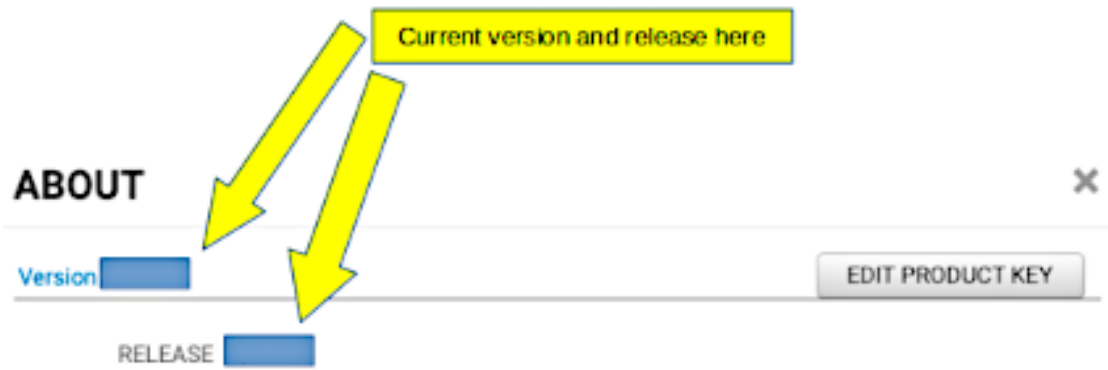 Current version and release here
ABOUT
Version
EDIT PRODUCT KEY
RELEASE